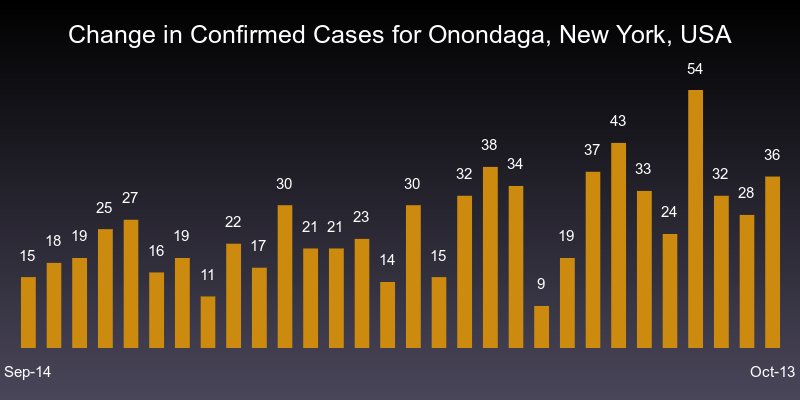 Change in Confirmed Cases for Onondaga, New York, USA
15 18 19 25 27 16 19 11 22 17 30 21 21 23 14 30 15 32 38 34 9 19 37 43 33 24 54 32 28 36
Sep-14 Oct-13